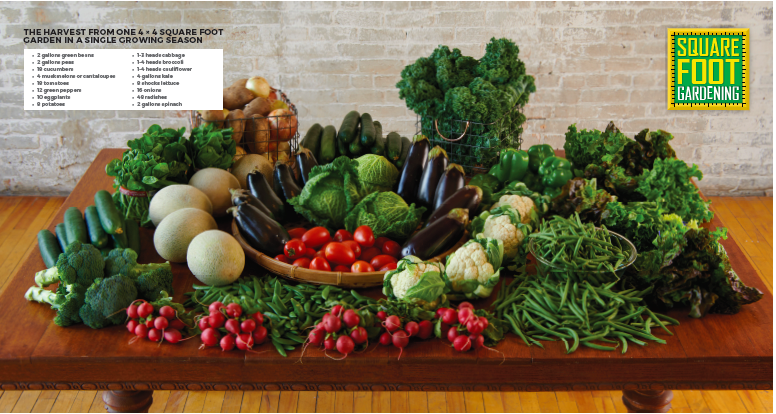 THE HARVEST FROM ONE 4 × 4 SQUARE FOOT
GARDEN IN A SINGLE GROWING SEASON
• 2 gallons green beans
• 2 gallons peas
• 18 cucumbers
• 4 muskmelons or cantaloupes
• 18 tomatoes
• 12 green peppers
• 10 eggplants
• 8 potatoes
• 1-3 heads cabbage
• 1-4 heads broccoli
• 1-4 heads cauliflower
• 4 gallons kale
• 8 shocks lettuce
• 16 onions
• 48 radishes
• 2 gallons spinach
SQUARE
FOOT
GARDENING